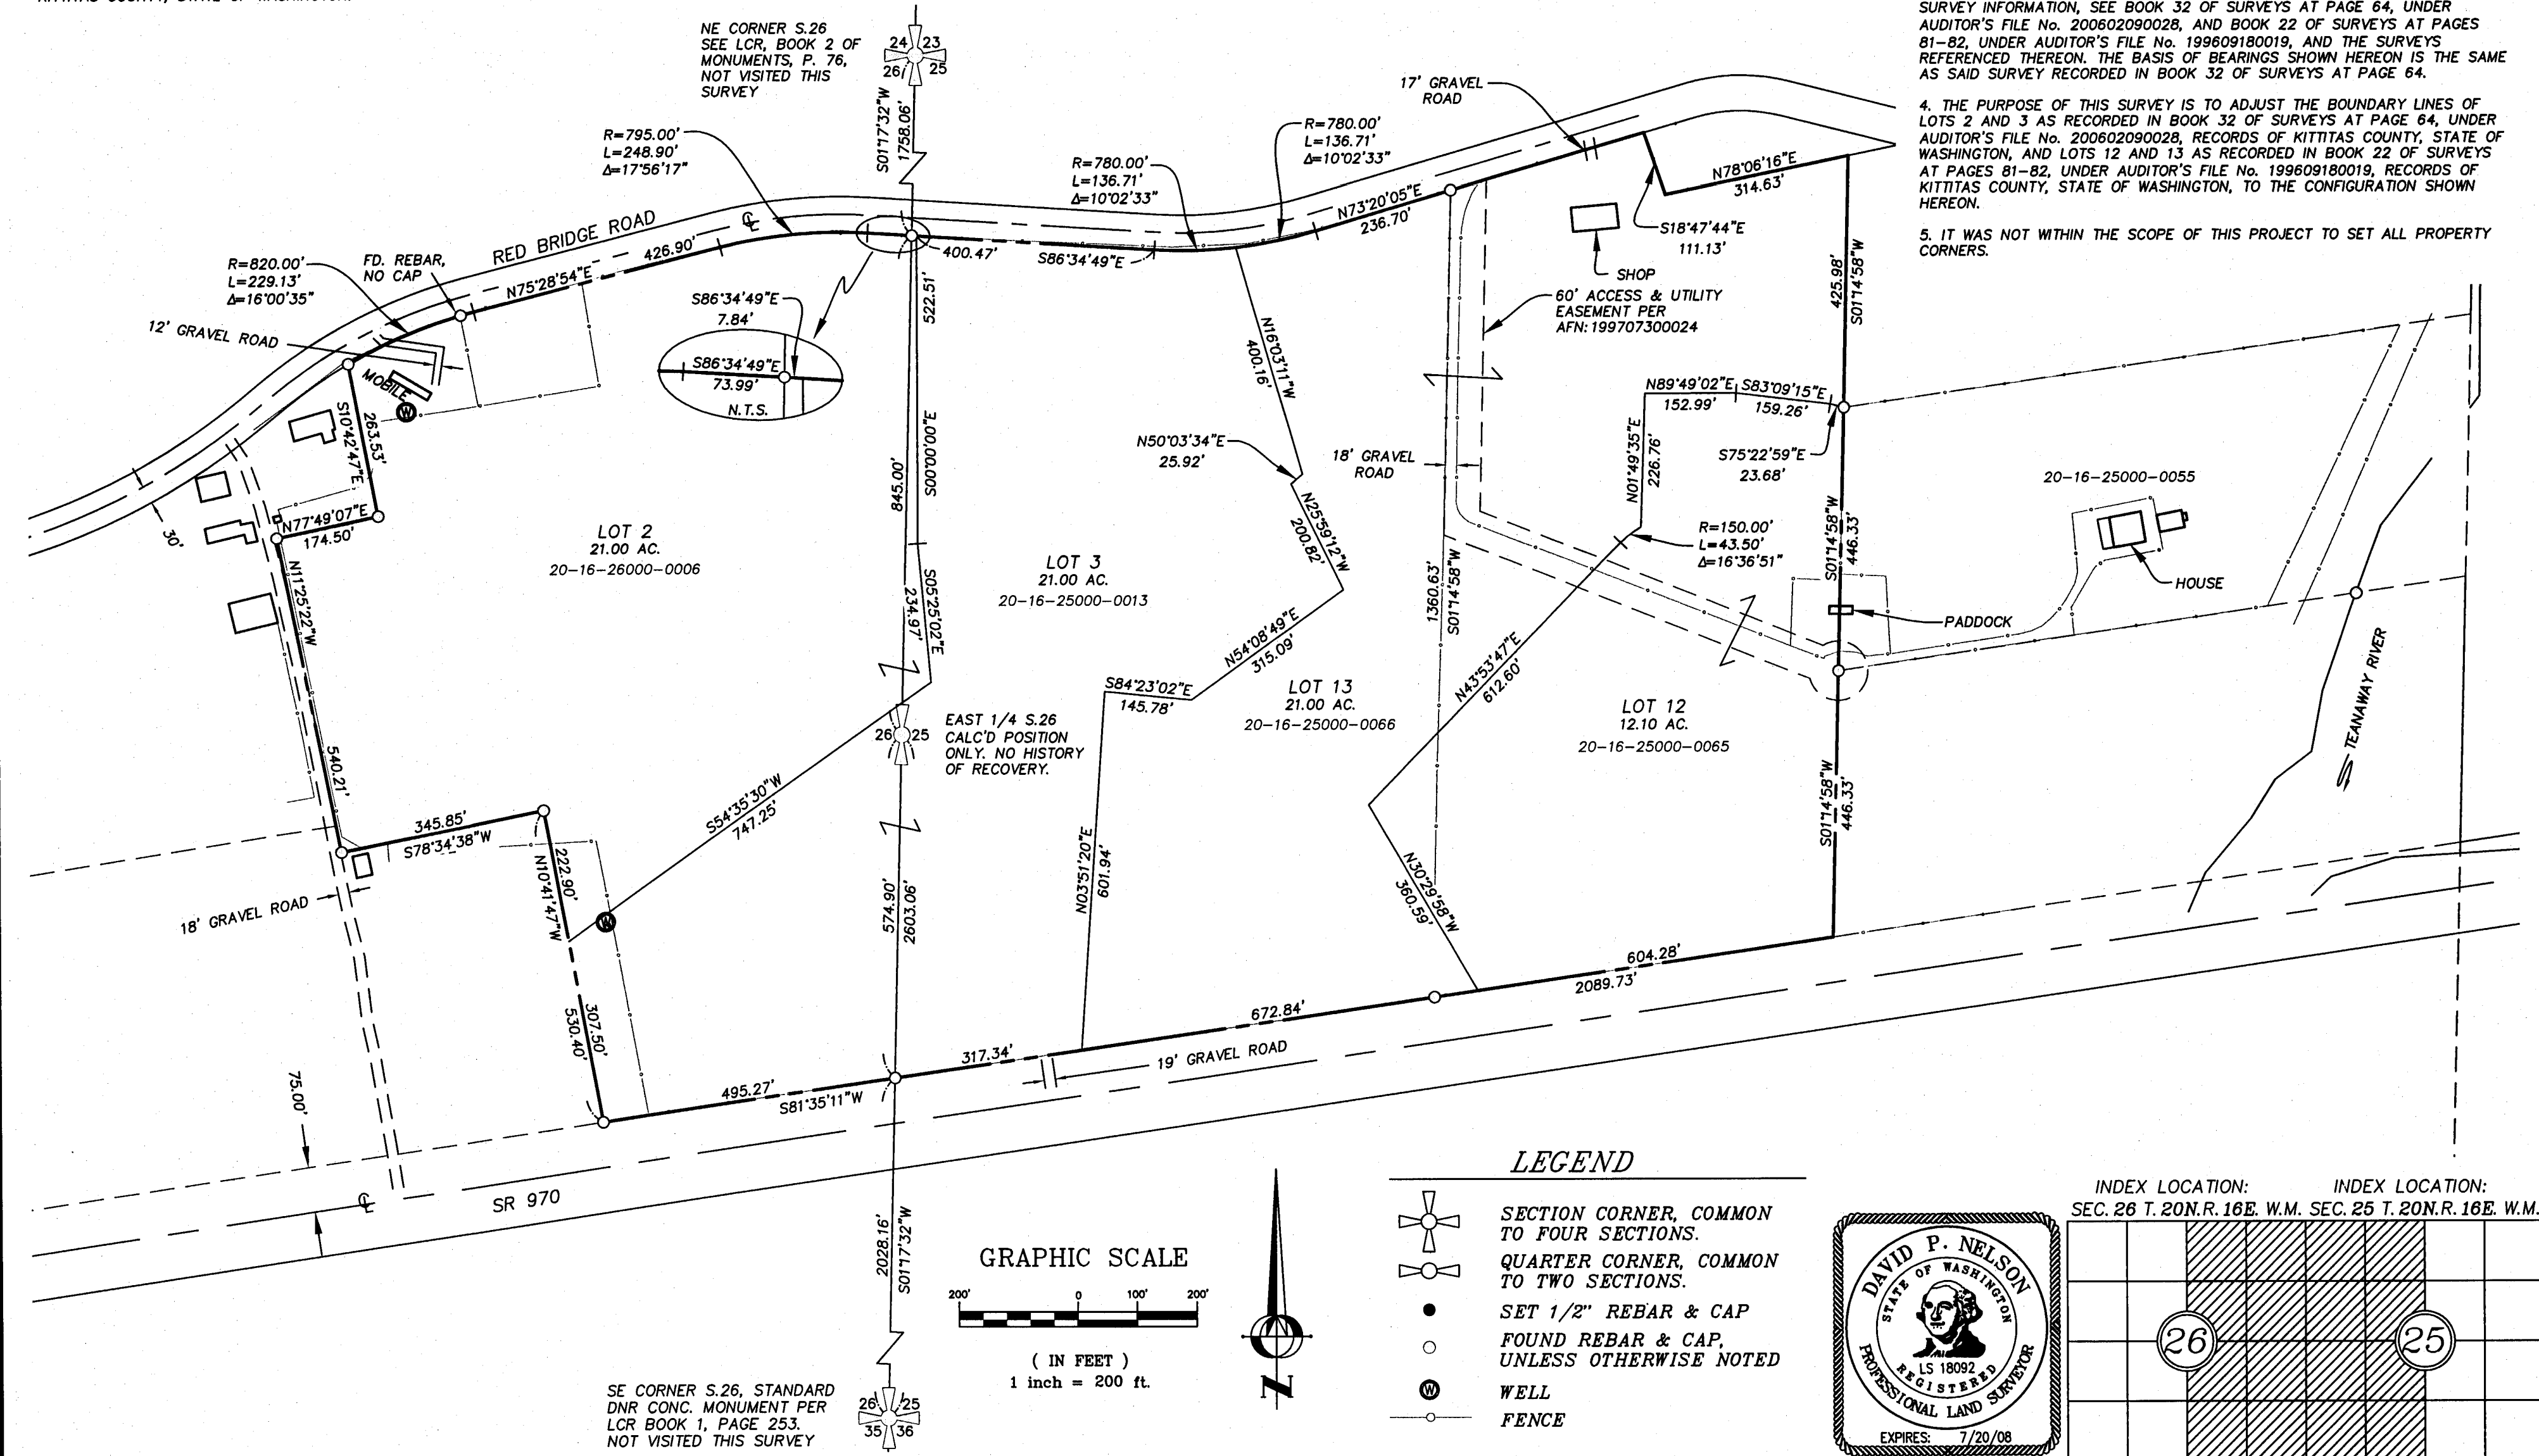 SURVEY INFORMATION, SEE BOOK 32 OF SURVEYS AT PAGE 64, UNDER
AUDITOR'S FILE No. 200602090028, AND BOOK 22 OF SURVEYS AT PAGES
81-82, UNDER AUDITOR'S FILE No. 199609180019, AND THE SURVEYS
REFERENCED THEREON. THE BASIS OF BEARINGS SHOWN HEREON IS THE SAME
AS SAID SURVEY RECORDED IN BOOK 32 OF SURVEYS AT PAGE 64.
4. THE PURPOSE OF THIS SURVEY IS TO ADJUST THE BOUNDARY LINES OF
LOTS 2 AND 3 AS RECORDED IN BOOK 32 OF SURVEYS AT PAGE 64, UNDER
AUDITOR'S FILE No. 200602090028, RECORDS OF KITTITAS COUNTY, STATE OF
WASHINGTON, AND LOTS 12 AND 13 AS RECORDED IN BOOK 22 OF SURVEYS
AT PAGES 81-82, UNDER AUDITOR'S FILE No. 199609180019, RECORDS OF
KITTITAS COUNTY, STATE OF WASHINGTON, TO THE CONFIGURATION SHOWN
HEREON.
5. IT WAS NOT WITHIN THE SCOPE OF THIS PROJECT TO SET ALL PROPERTY
CORNERS.
NE CORNER S.26
SEE LCR, BOOK 2 OF
MONUMENTS, P. 76,
NOT VISITED THIS
SURVEY
24 23
26 25
S01°17'32"W
1758.06'
R=795.00'
L=248.90'
Δ=17°56'17"
R=780.00'
L=136.71'
Δ=10°02'33"
R=780.00'
L=136.71'
Δ=10°02'33"
17' GRAVEL
ROAD
N78°06'16"E
314.63'
S18°47'44"E
111.13'
N73°20'05"E
236.70'
SHOP
60' ACCESS & UTILITY
EASEMENT PER
AFN: 199707300024
RED BRIDGE ROAD
426.90'
N75°28'54"E
FD. REBAR,
NO CAP
R=820.00'
L=229.13'
Δ=16°00'35"
12' GRAVEL ROAD
MOBILE
W
S10°42'47"E
263.53'
N77°49'07"E
174.50'
30'
400.47'
S86°34'49"E
S86°34'49"E
7.84'
S86°34'49"E
73.99'
N.T.S.
522.51'
S00°00'00"E
845.00'
234.97'
S05°25'02"E
N16°03'11"W
400.16'
N50°03'34"E
25.92'
N25°59'12"W
200.82'
18' GRAVEL
ROAD
1360.63'
S01°14'58"W
N89°49'02"E
152.99'
S83°09'15"E
159.26'
S75°22'59"E
23.68'
N01°49'35"E
226.76'
R=150.00'
L=43.50'
Δ=16°36'51"
425.98'
S01°14'58"W
S01°14'58"W
446.33'
20-16-25000-0055
HOUSE
PADDOCK
TEANAWAY RIVER
LOT 2
21.00 AC.
20-16-26000-0006
LOT 3
21.00 AC.
20-16-25000-0013
LOT 13
21.00 AC.
20-16-25000-0066
LOT 12
12.10 AC.
20-16-25000-0065
N11°25'22"W
540.21'
345.85'
S78°34'38"W
18' GRAVEL ROAD
222.90'
N10°41'47"W
307.50'
530.40'
W
S54°35'30"W
747.25'
26 25
EAST 1/4 S.26
CALC'D POSITION
ONLY. NO HISTORY
OF RECOVERY.
574.90'
2603.06'
S84°23'02"E
145.78'
N54°08'49"E
315.09'
N03°51'20"E
601.94'
N43°53'47"E
612.60'
N30°29'58"W
360.59'
S01°14'58"W
446.33'
604.28'
2089.73'
672.84'
317.34'
19' GRAVEL ROAD
495.27'
S81°35'11"W
75.00'
℄
℄
SR 970
2028.16'
S01°17'32"W
26 25
35 36
SE CORNER S.26, STANDARD
DNR CONC. MONUMENT PER
LCR BOOK 1, PAGE 253.
NOT VISITED THIS SURVEY
GRAPHIC SCALE
200' 0 100' 200'
( IN FEET )
1 inch = 200 ft.
N
LEGEND
SECTION CORNER, COMMON
TO FOUR SECTIONS.
QUARTER CORNER, COMMON
TO TWO SECTIONS.
SET 1/2" REBAR & CAP
FOUND REBAR & CAP,
UNLESS OTHERWISE NOTED
W WELL
FENCE
DAVID P. NELSON
STATE OF WASHINGTON
LS 18092
REGISTERED
PROFESSIONAL LAND SURVEYOR
EXPIRES: 7/20/08
INDEX LOCATION:
SEC. 26 T. 20N. R. 16E. W.M.
INDEX LOCATION:
SEC. 25 T. 20N. R. 16E. W.M.
26
25